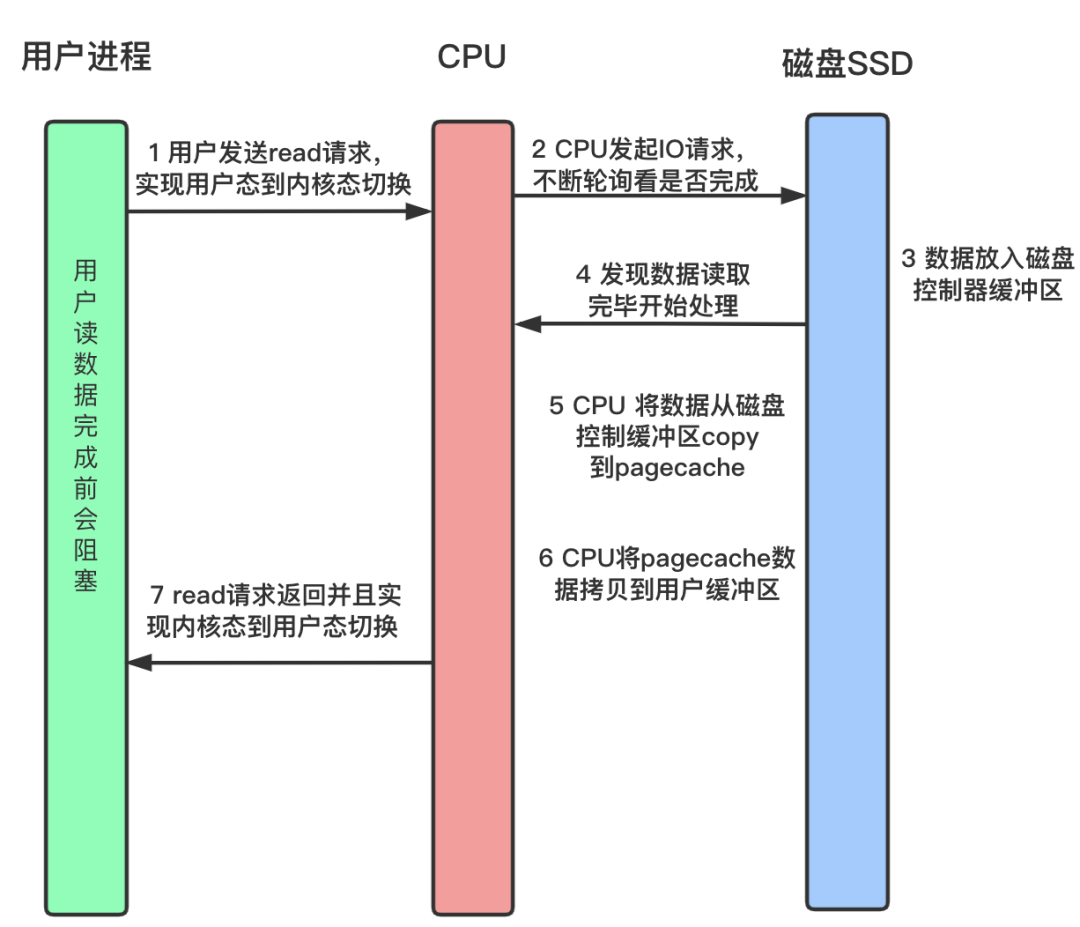 用户进程
CPU
磁盘SSD
1 用户发送read请求，
实现用户态到内核态切换
2 CPU发起IO请求，
不断轮询看是否完成
3 数据放入磁盘
控制器缓冲区
4 发现数据读取
完毕开始处理
5 CPU 将数据从磁盘
控制缓冲区copy
到pagecache
6 CPU将pagecache数
据拷贝到用户缓冲区
7 read请求返回并且实
现内核态到用户态切换
用户读数据完成前会阻塞